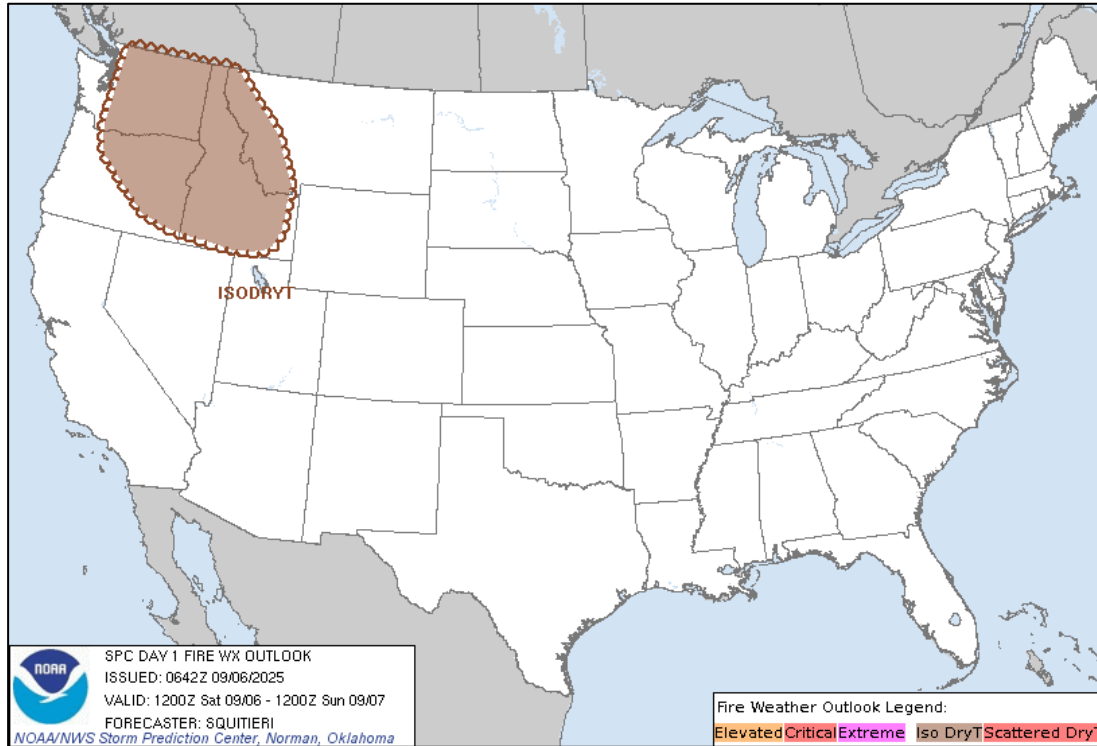 ISODRYT
NOAA
SPC DAY 1 FIRE WX OUTLOOK
ISSUED: 0642Z 09/06/2025
VALID: 1200Z Sat 09/06 - 1200Z Sun 09/07
FORECASTER: SQUITIERI
NOAA/NWS Storm Prediction Center, Norman, Oklahoma
Fire Weather Outlook Legend:
Elevated Critical Extreme Iso DryT Scattered DryT